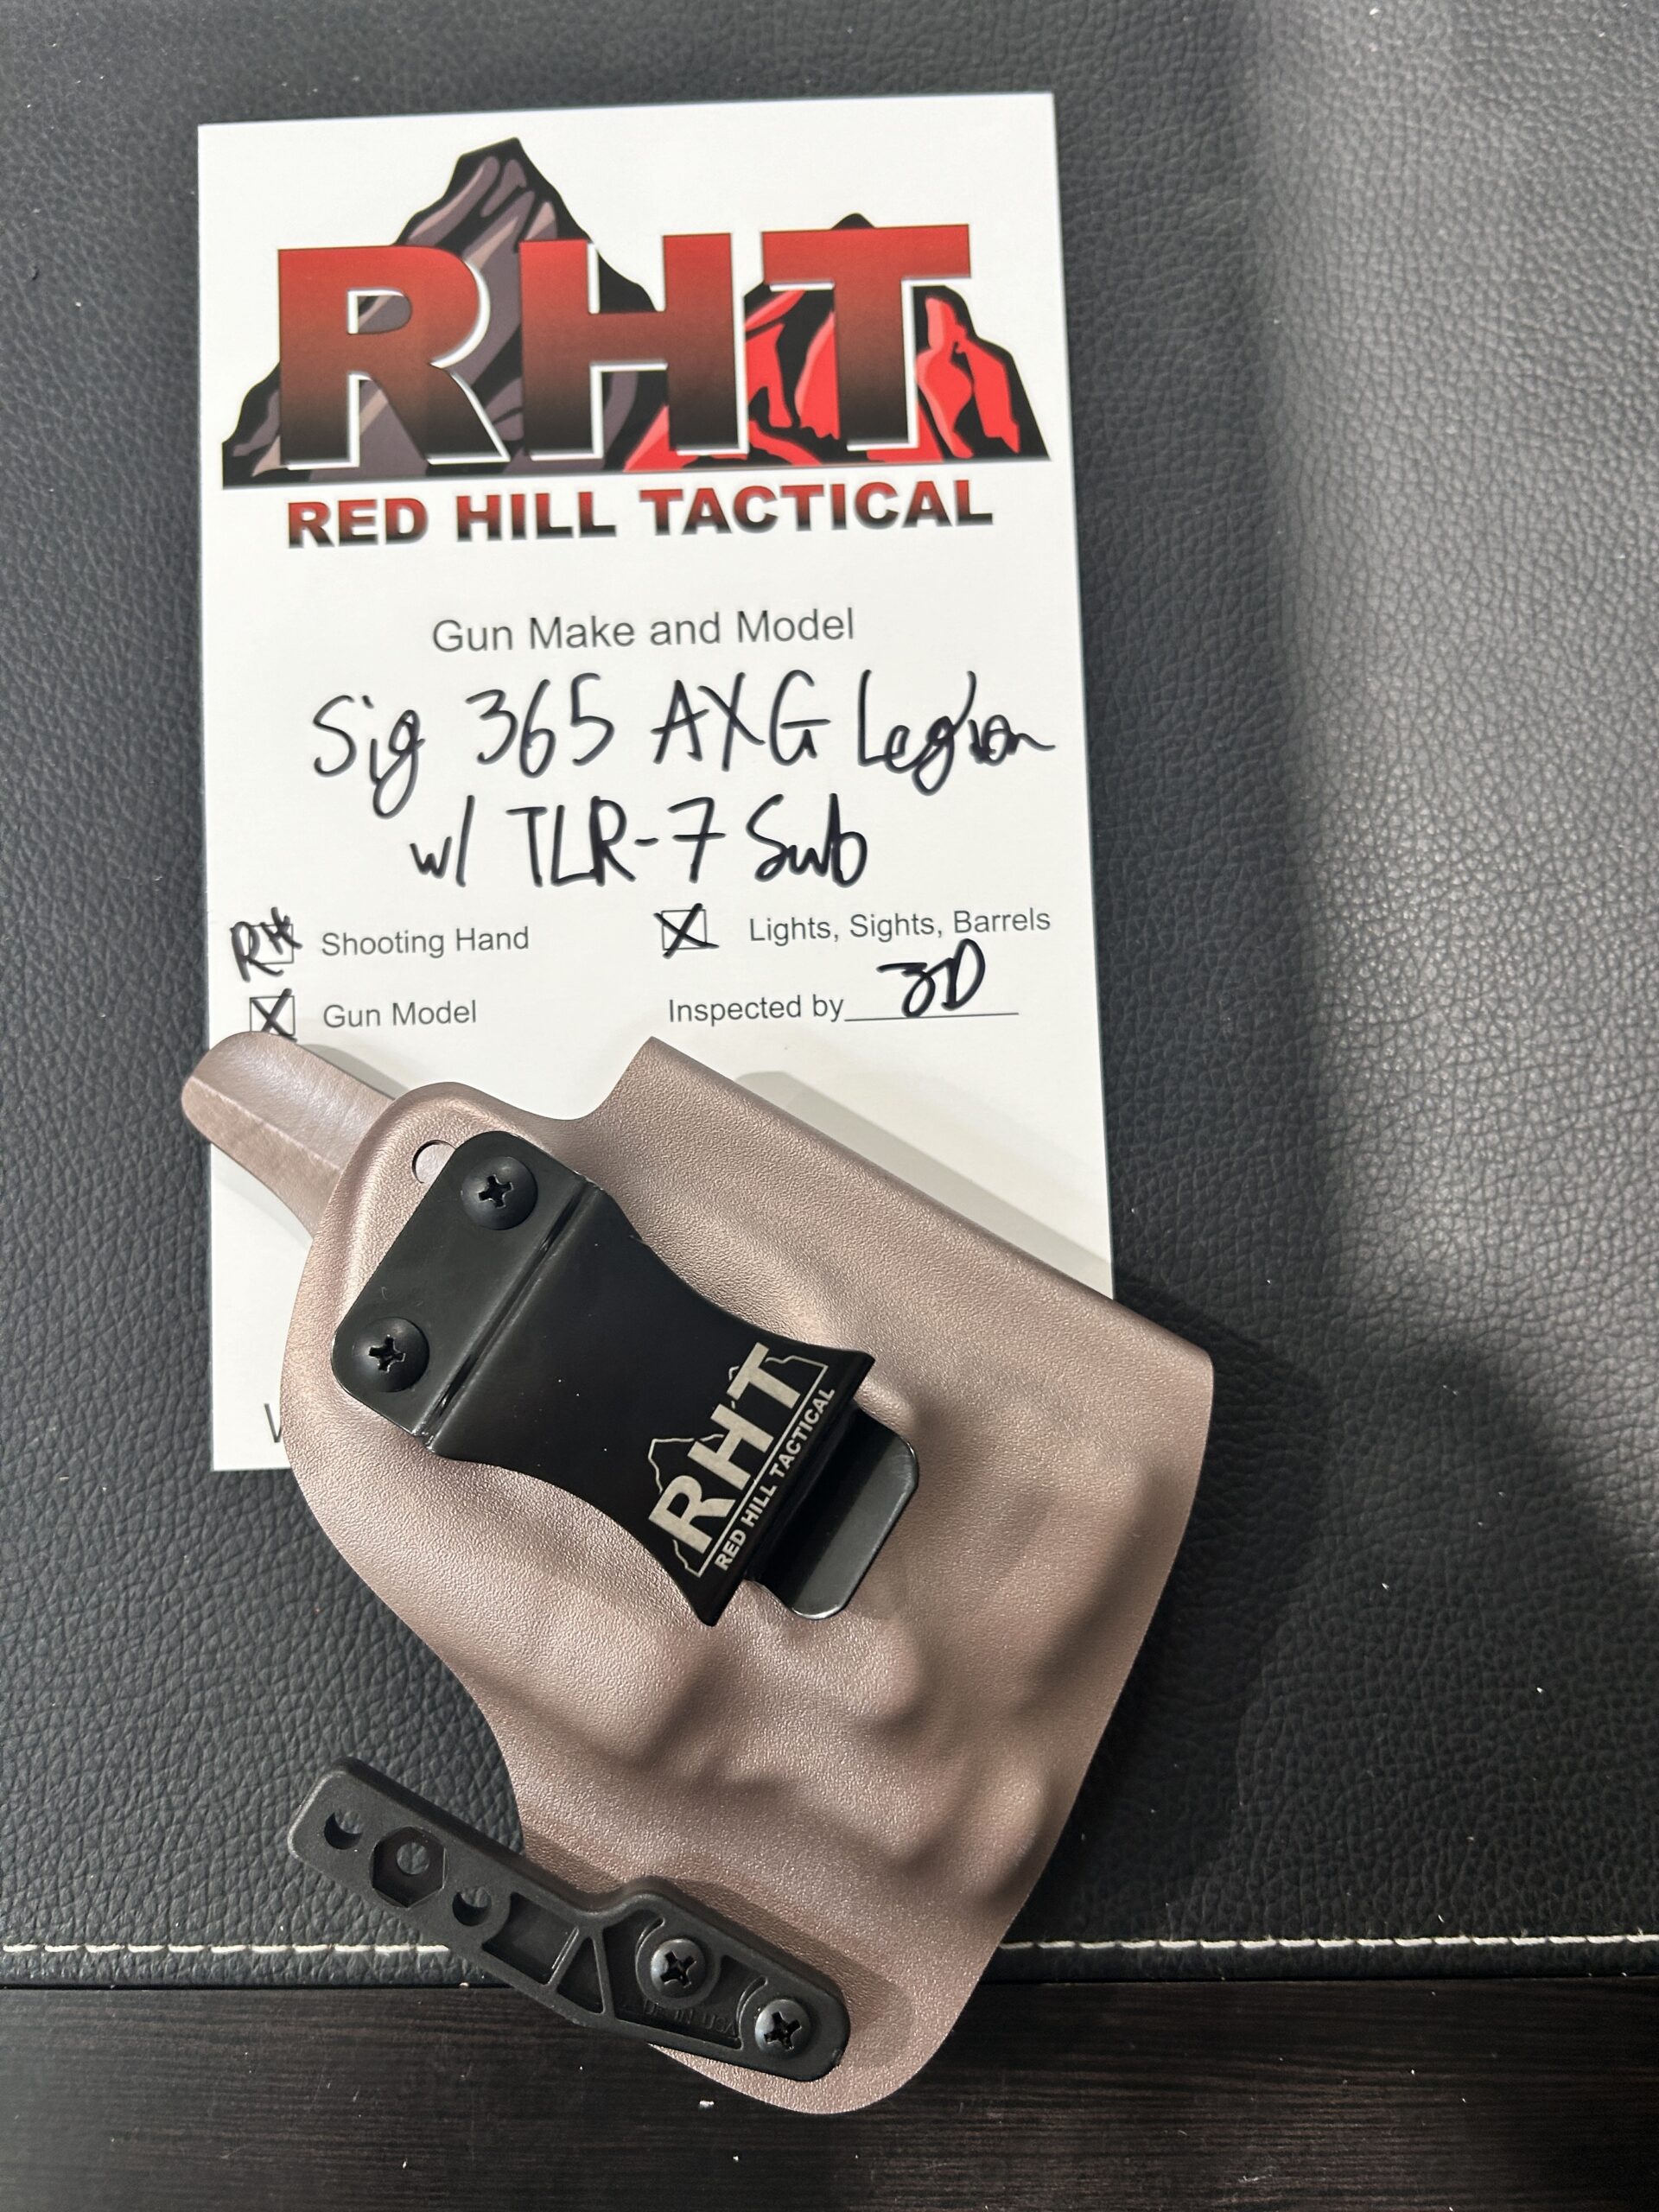 RHT
RED HILL TACTICAL
Gun Make and Model
Sig 365 AXG Legion
w/ TLR-7 Sub
RH Shooting Hand
X Lights, Sights, Barrels
X Gun Model
Inspected by
RHT
RED HILL TACTICAL